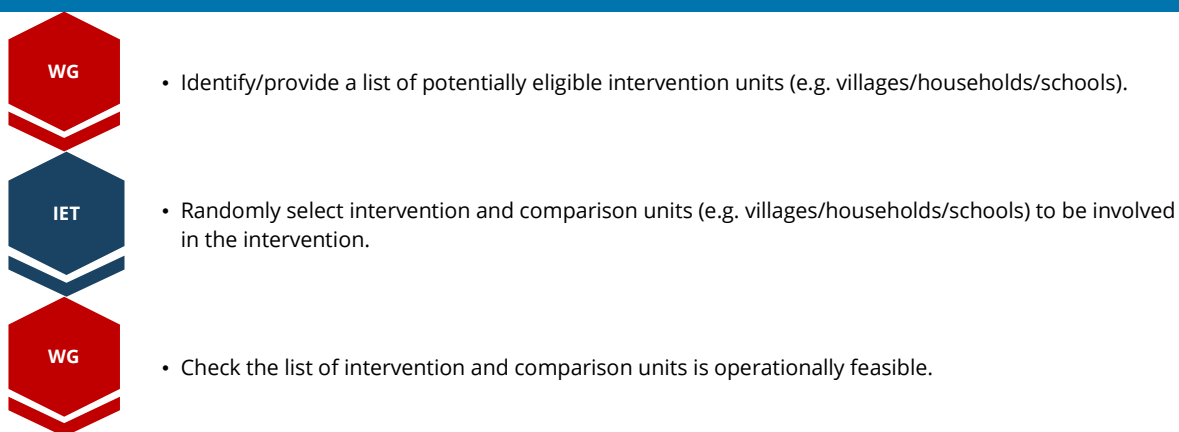 WG
• Identify/provide a list of potentially eligible intervention units (e.g. villages/households/schools).
IET
• Randomly select intervention and comparison units (e.g. villages/households/schools) to be involved
in the intervention.
WG
• Check the list of intervention and comparison units is operationally feasible.